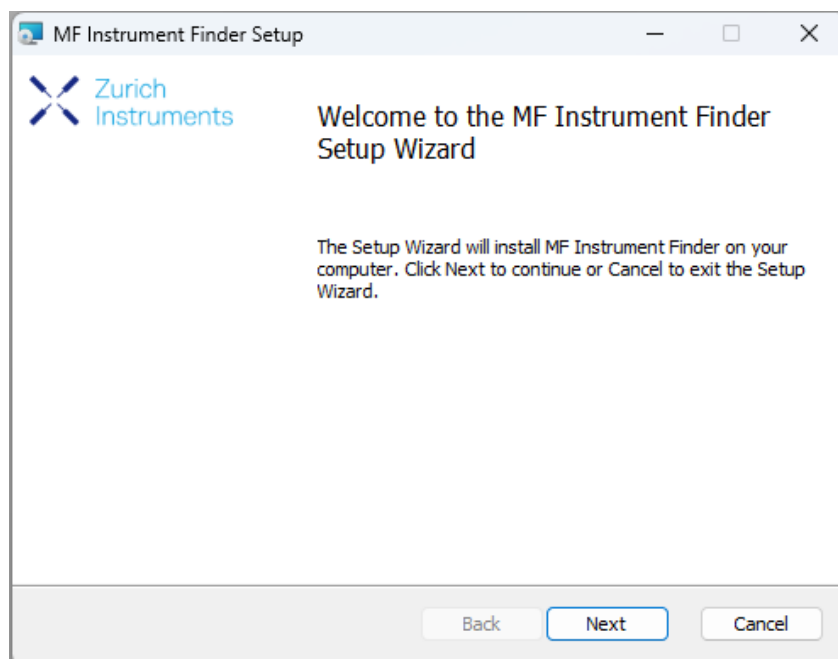 MF Instrument Finder Setup
Zurich
Instruments
Welcome to the MF Instrument Finder
Setup Wizard
The Setup Wizard will install MF Instrument Finder on your
computer. Click Next to continue or Cancel to exit the Setup
Wizard.
Back
Next
Cancel